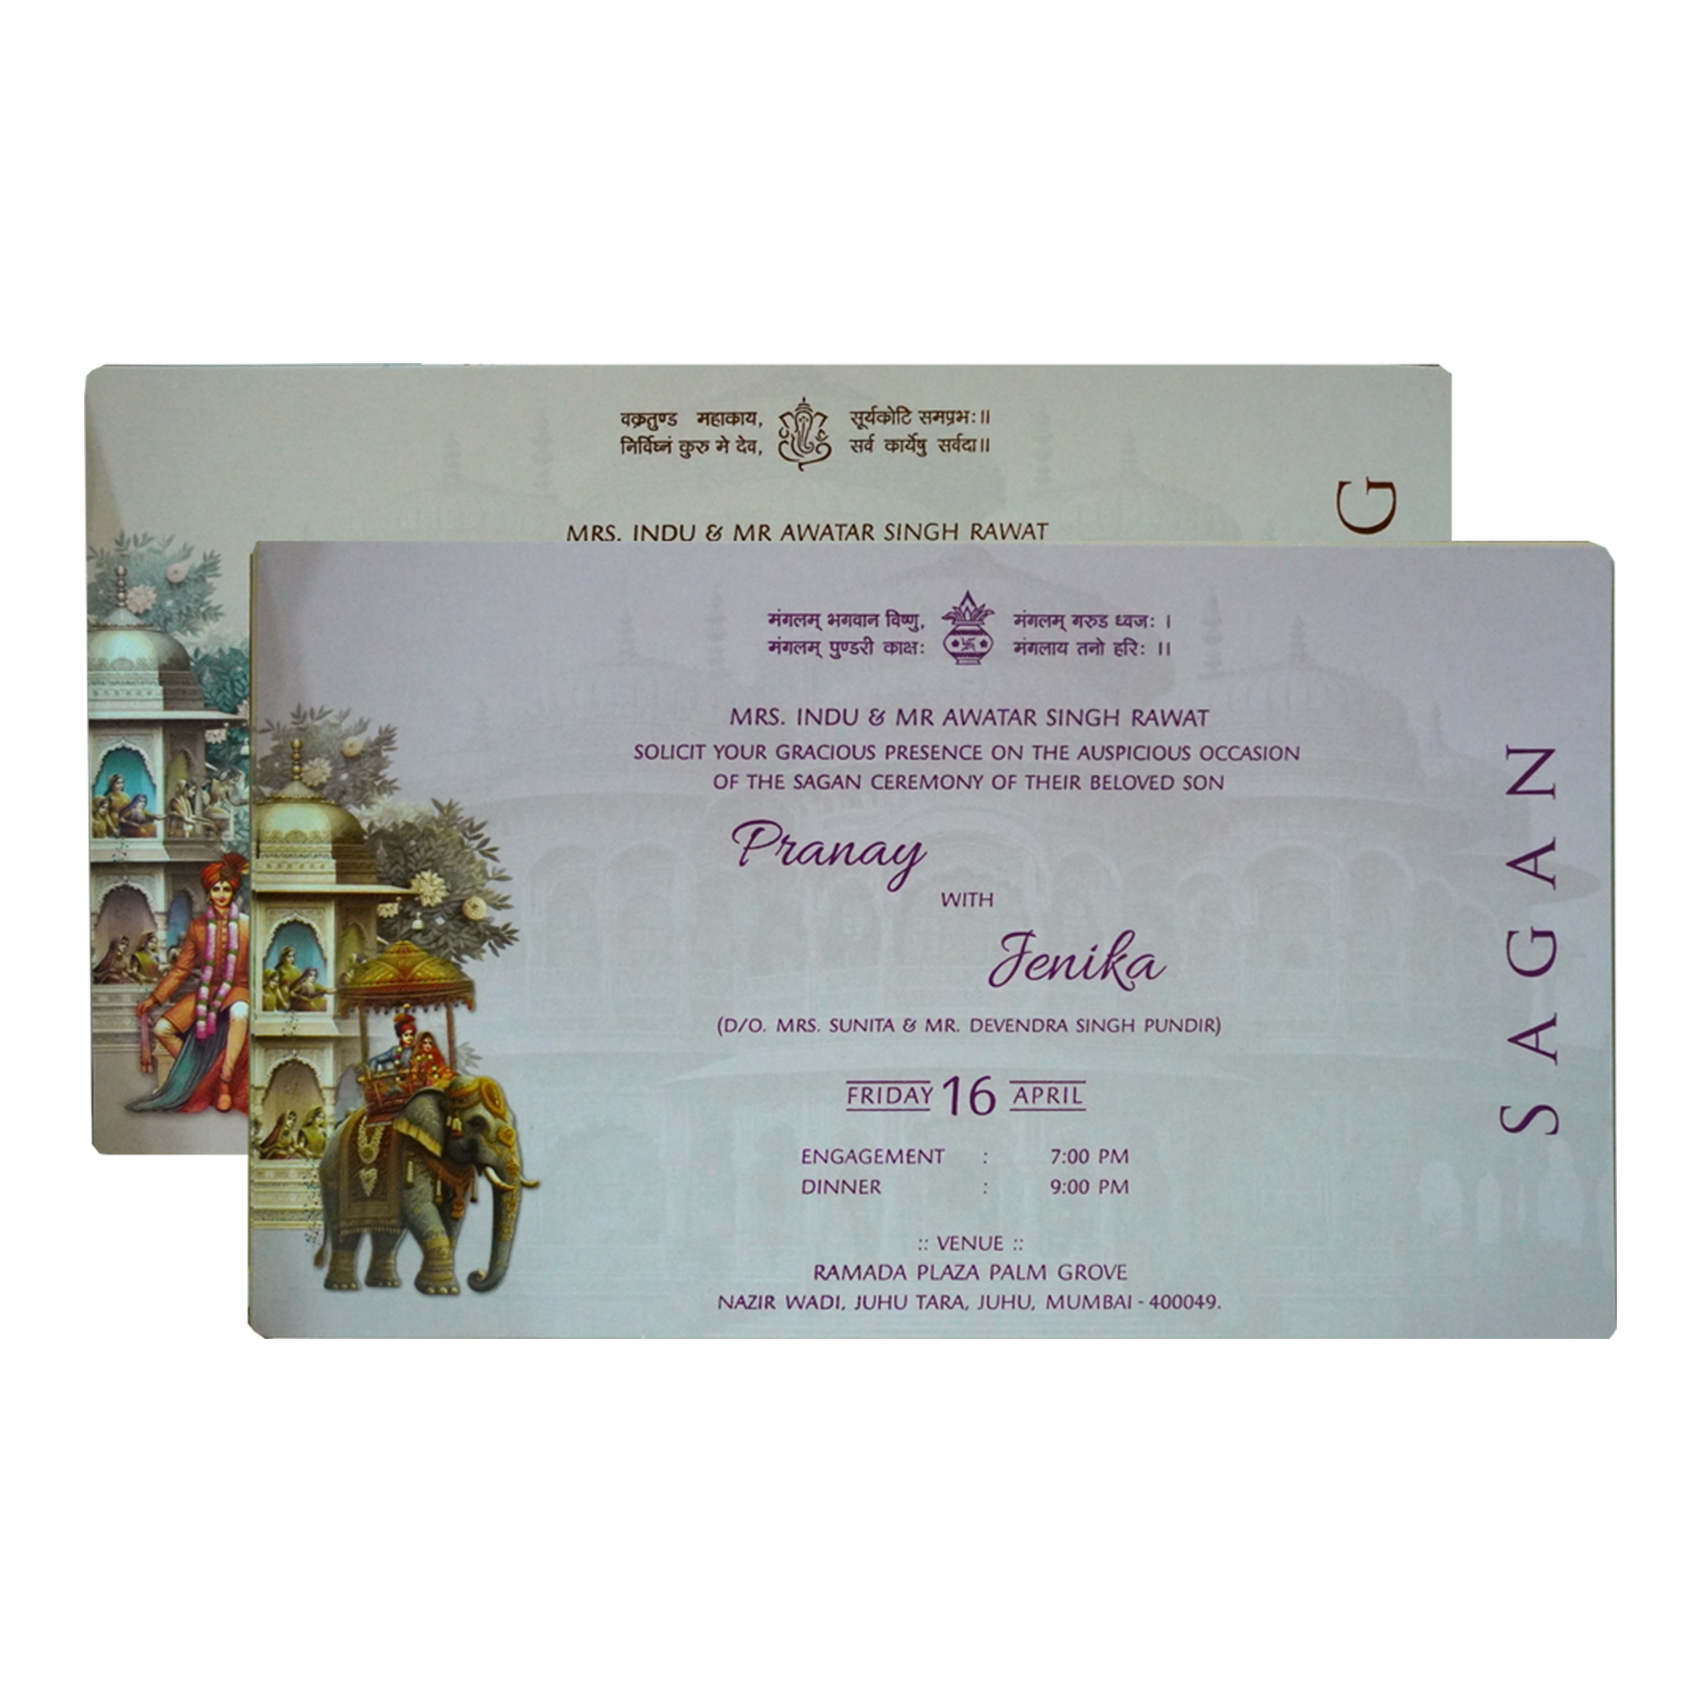 वक्रतुण्ड महाकाय, सूर्यकोटि समप्रभः॥
निर्विघ्नं कुरु मे देव, सर्व कार्येषु सर्वदा॥
MRS. INDU & MR AWATAR SINGH RAWAT
G
मंगलम् भगवान विष्णु, मंगलम् गरुड ध्वजः ।
मंगलम् पुण्डरी काक्षः मंगलाय तनो हरिः ।।
MRS. INDU & MR AWATAR SINGH RAWAT
SOLICIT YOUR GRACIOUS PRESENCE ON THE AUSPICIOUS OCCASION
OF THE SAGAN CEREMONY OF THEIR BELOVED SON
Pranay
WITH
Jenika
(D/O. MRS. SUNITA & MR. DEVENDRA SINGH PUNDIR)
FRIDAY 16 APRIL
ENGAGEMENT : 7:00 PM
DINNER : 9:00 PM
:: VENUE ::
RAMADA PLAZA PALM GROVE
NAZIR WADI, JUHU TARA, JUHU, MUMBAI - 400049.
SAGAN